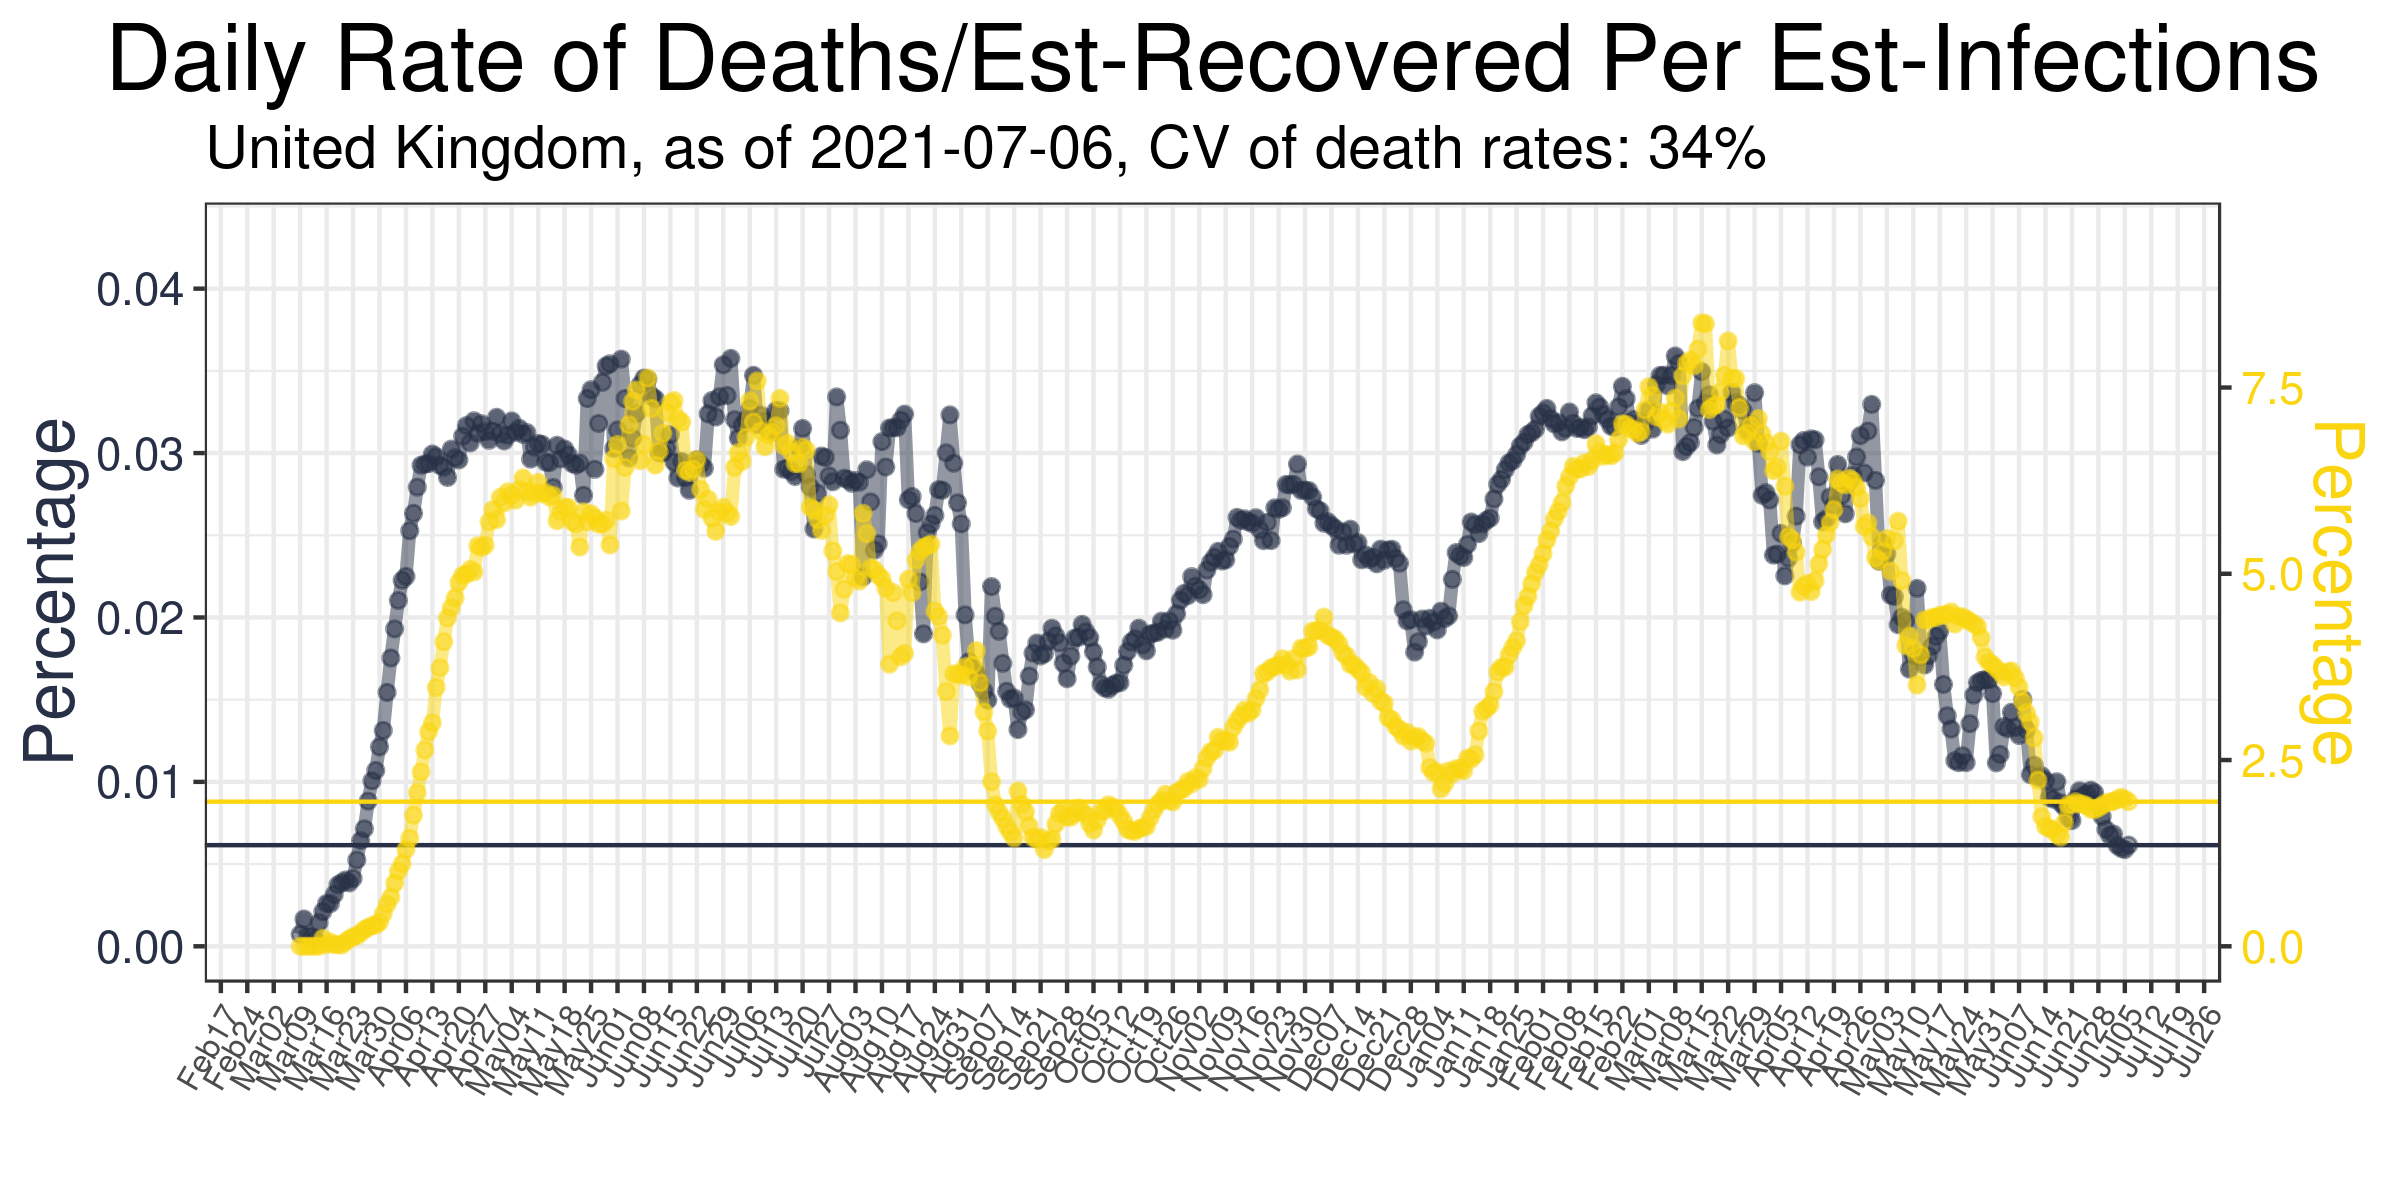 Daily Rate of Deaths/Est-Recovered Per Est-Infections
United Kingdom, as of 2021-07-06, CV of death rates: 34%
Percentage
0.04
0.03
0.02
0.01
0.00
7.5
5.0
2.5
0.0
Percentage
Feb17
Feb24
Mar02
Mar09
Mar16
Mar23
Mar30
Apr06
Apr13
Apr20
Apr27
May04
May11
May18
May25
Jun01
Jun08
Jun15
Jun22
Jun29
Jul06
Jul13
Jul20
Jul27
Aug03
Aug10
Aug17
Aug24
Aug31
Sep07
Sep14
Sep21
Sep28
Oct05
Oct12
Oct19
Oct26
Nov02
Nov09
Nov16
Nov23
Nov30
Dec07
Dec14
Dec21
Dec28
Jan04
Jan11
Jan18
Jan25
Feb01
Feb08
Feb15
Feb22
Mar01
Mar08
Mar15
Mar22
Mar29
Apr05
Apr12
Apr19
Apr26
May03
May10
May17
May24
May31
Jun07
Jun14
Jun21
Jun28
Jul05
Jul12
Jul19
Jul26